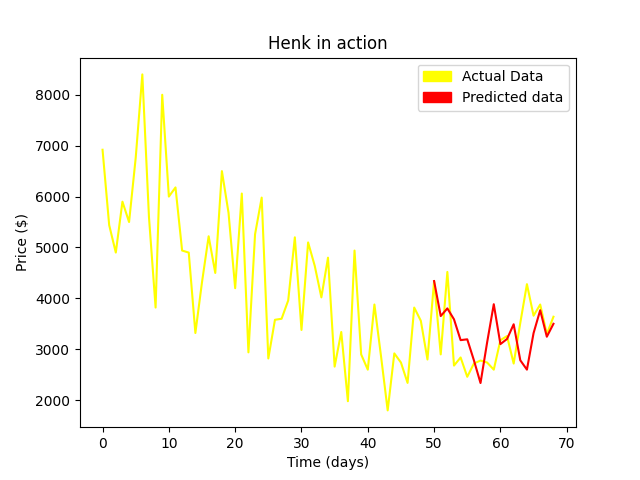 Henk in action
Actual Data
Predicted data
Price ($)
8000
7000
6000
5000
4000
3000
2000
0 10 20 30 40 50 60 70
Time (days)